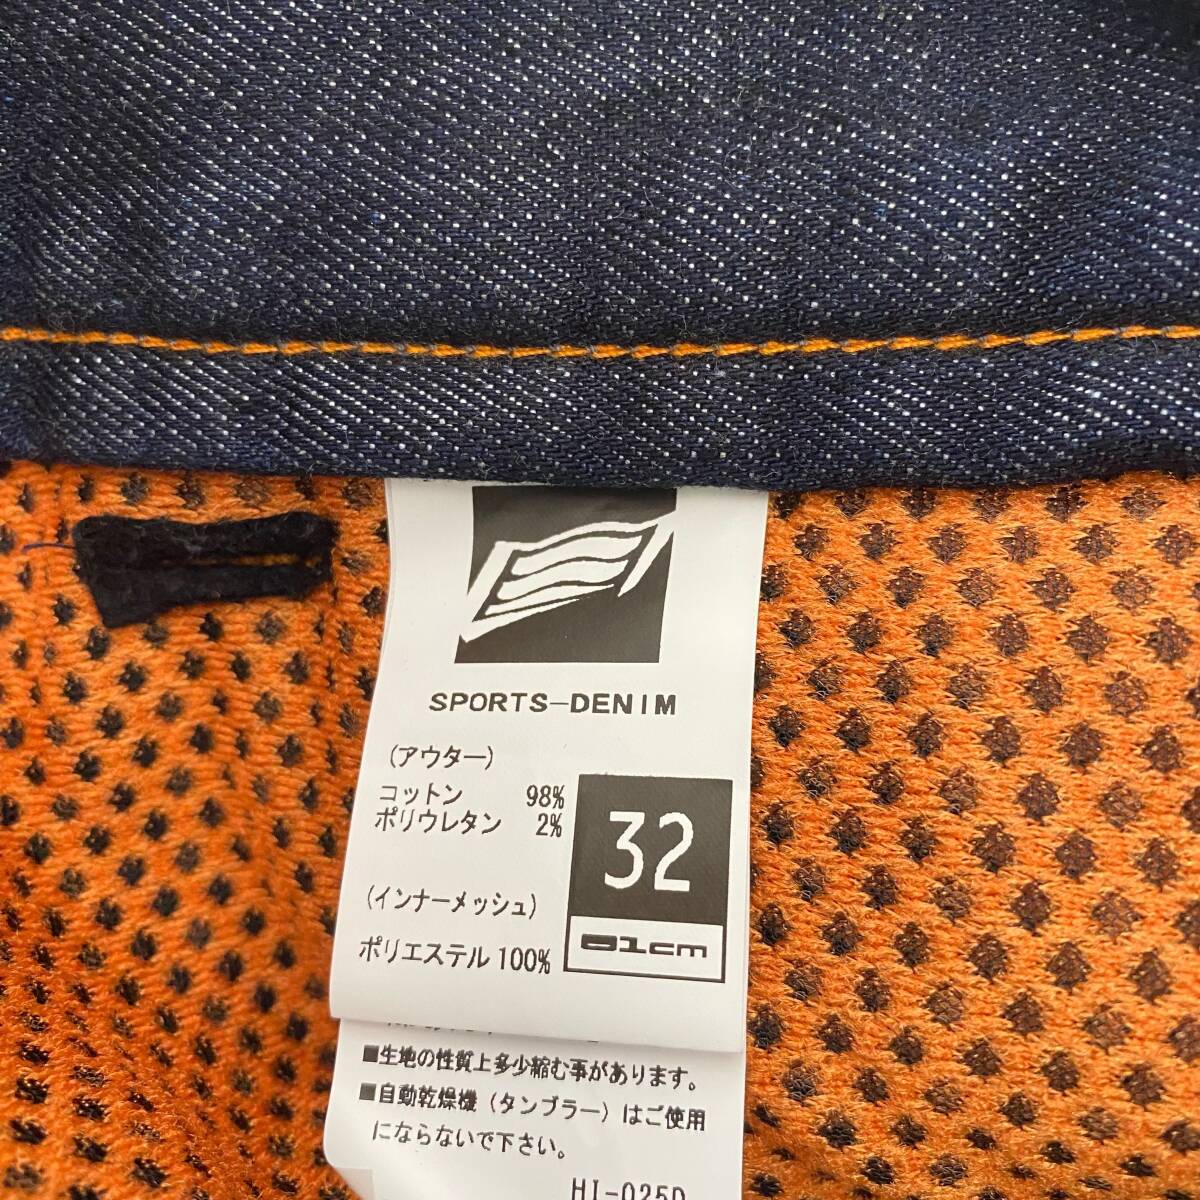 SPORTS-DENIM
(アウター)
コットン 98%
ポリウレタン 2%
32
81cm
(インナーメッシュ)
ポリエステル 100%
■生地の性質上多少縮む事があります。
■自動乾燥機(タンブラー)はご使用
にならないで下さい。
HI-025D